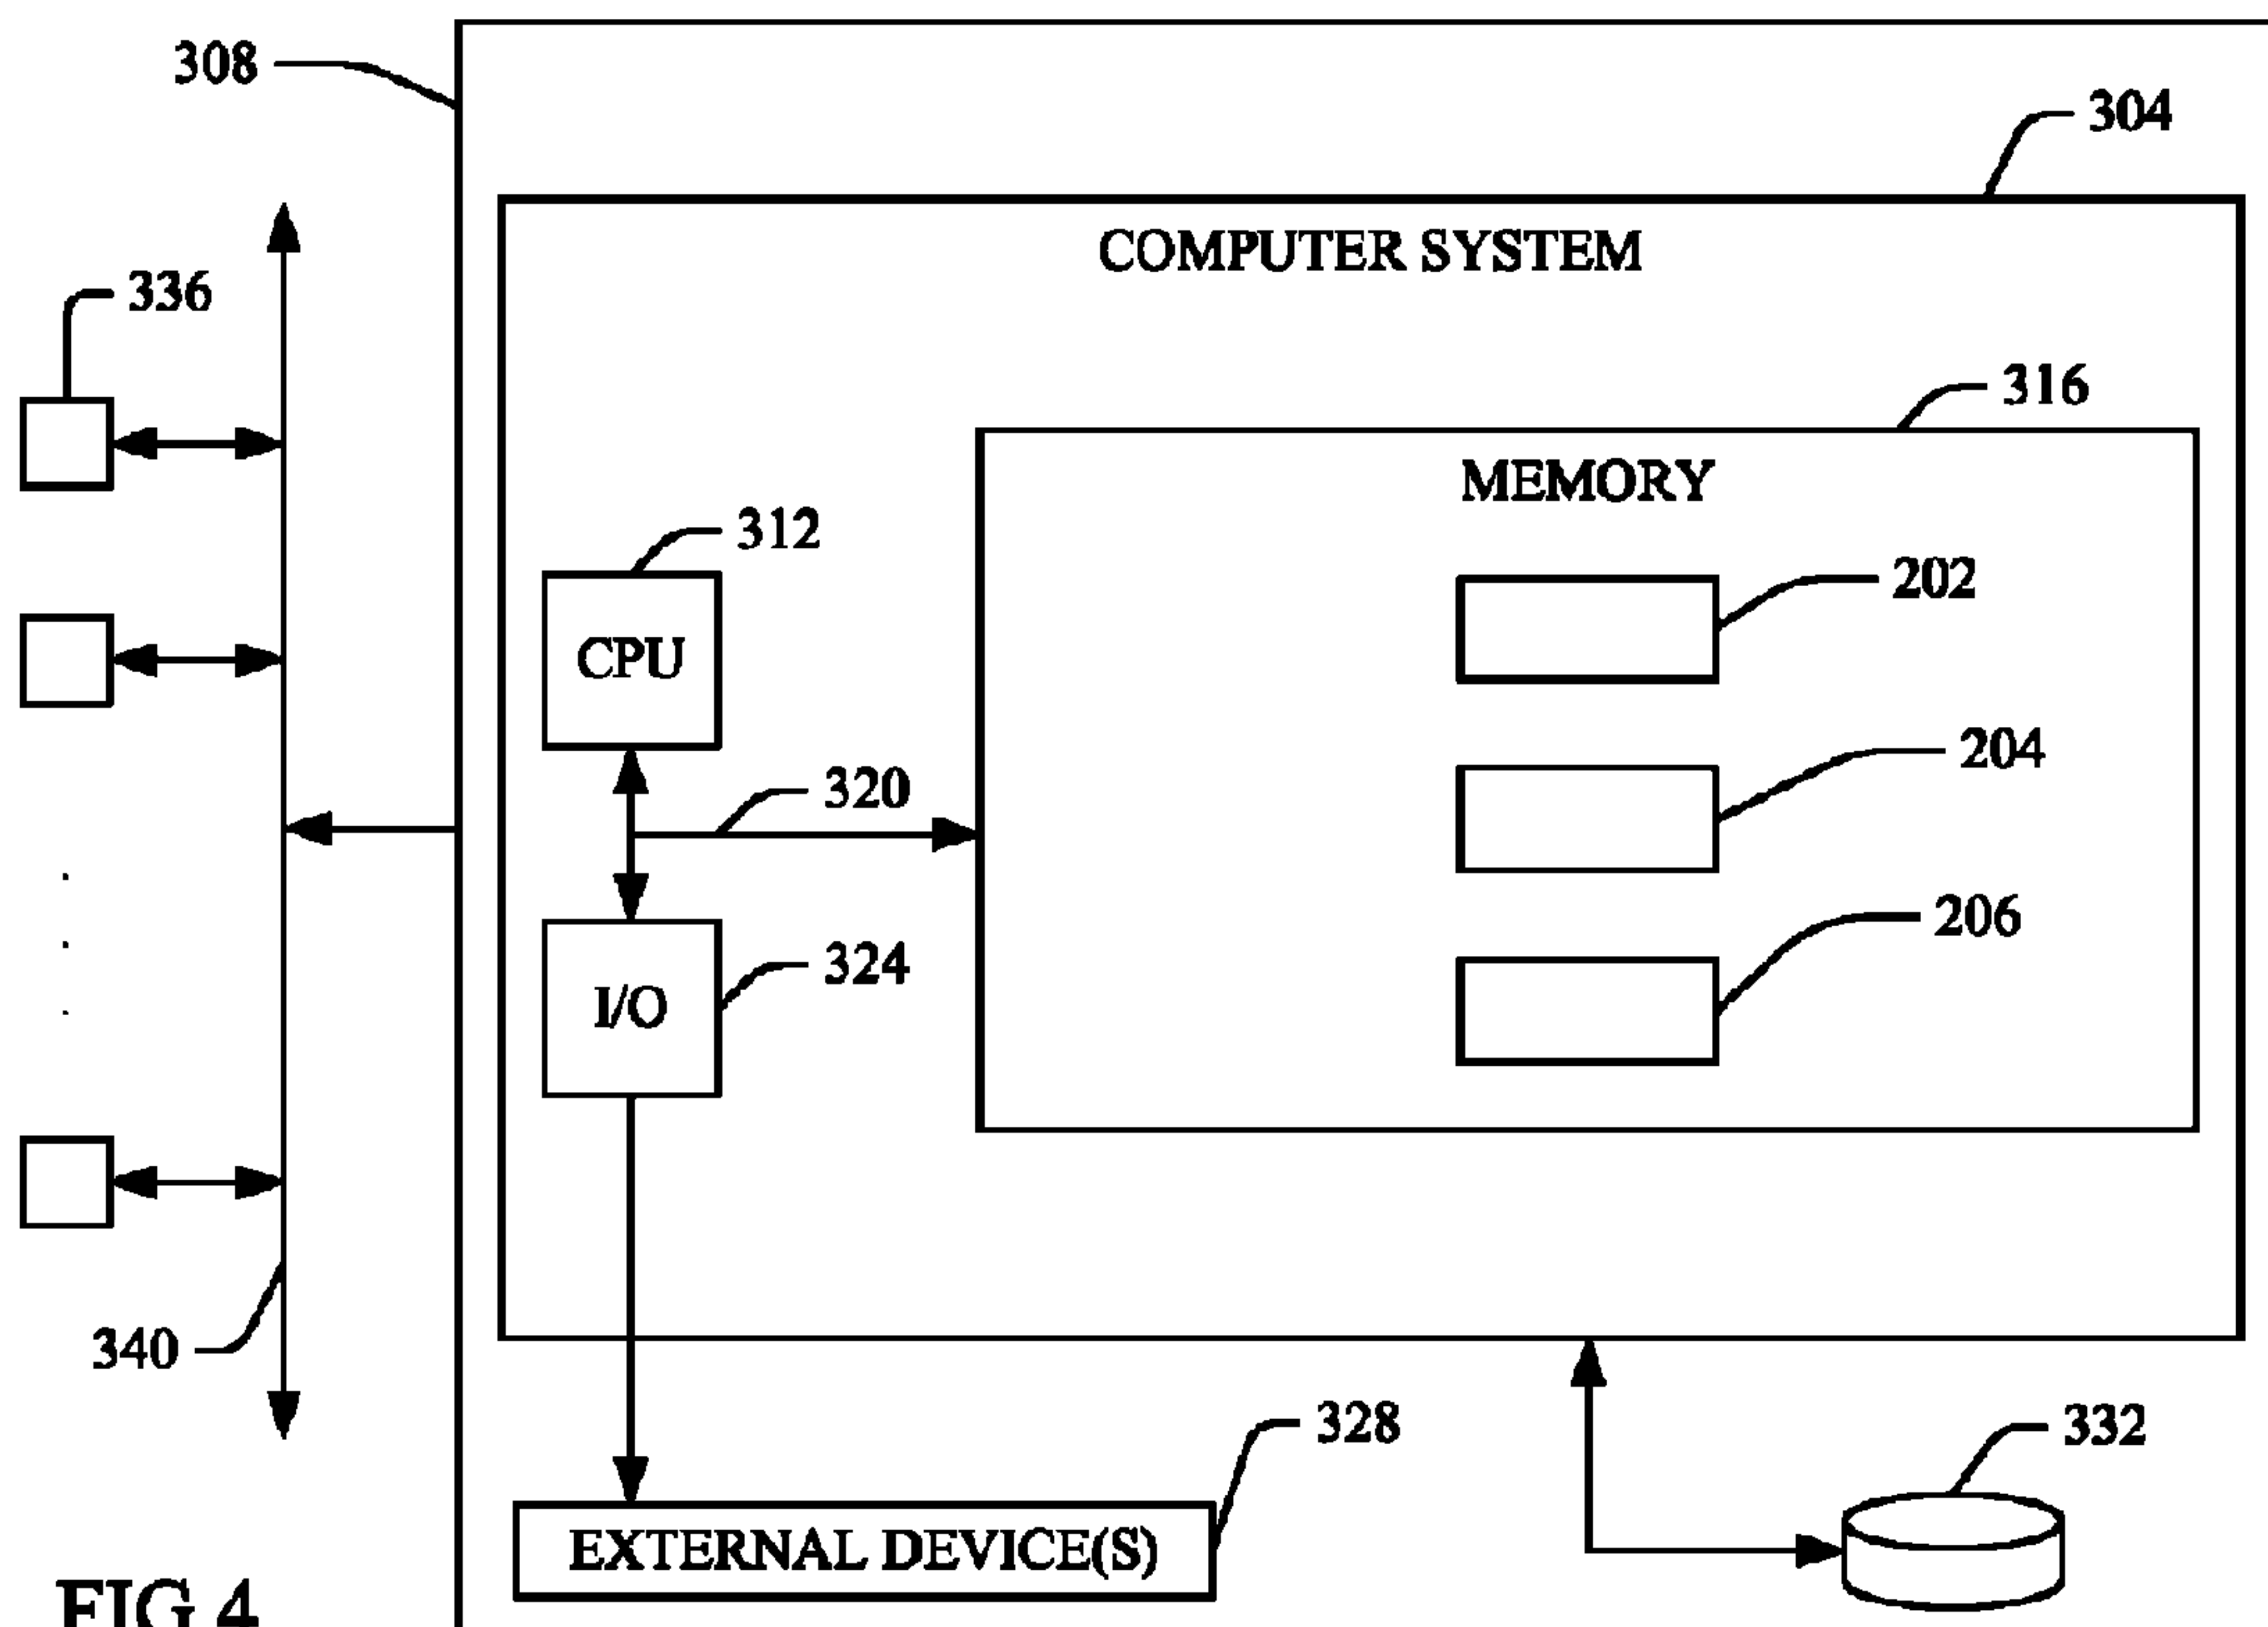 308
304
COMPUTER SYSTEM
336
316
MEMORY
312
202
CPU
204
320
206
324
I/O
340
328
332
EXTERNAL DEVICE(S)
FIG 4